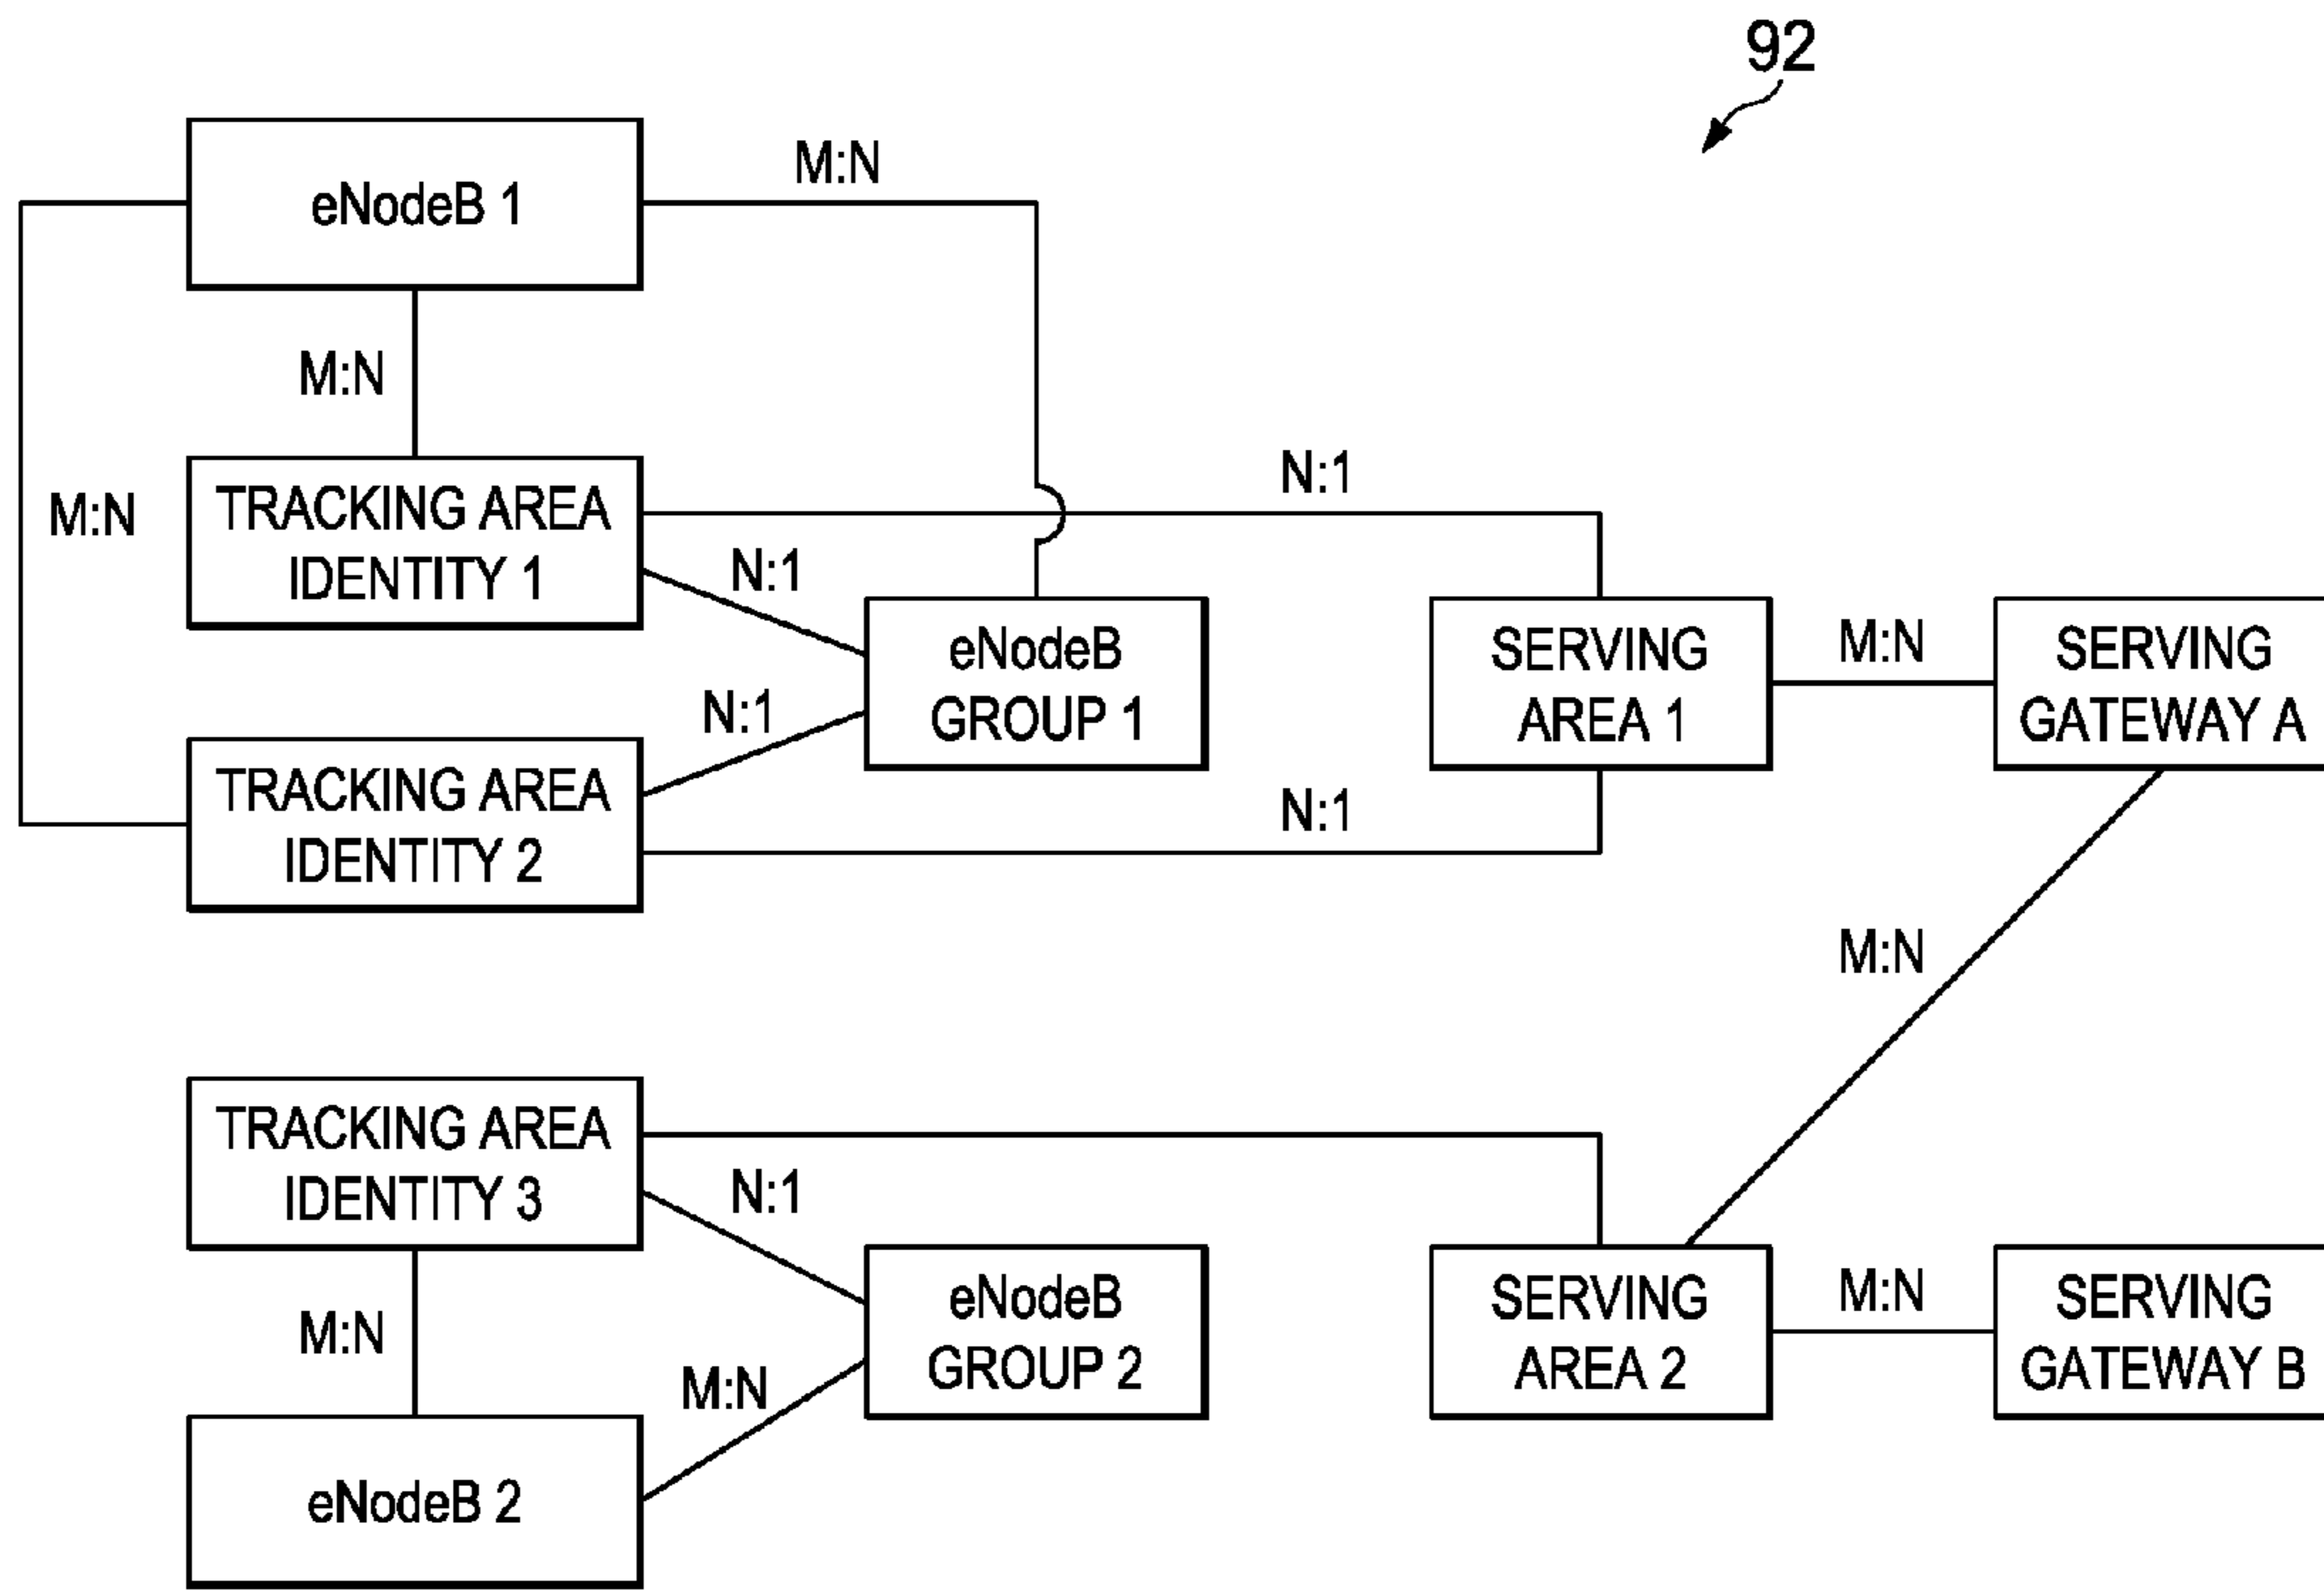 92
eNodeB 1
M:N
M:N
M:N
TRACKING AREA
IDENTITY 1
N:1
N:1
eNodeB
GROUP 1
SERVING
AREA 1
M:N
SERVING
GATEWAY A
N:1
TRACKING AREA
IDENTITY 2
N:1
M:N
TRACKING AREA
IDENTITY 3
N:1
M:N
eNodeB
GROUP 2
M:N
SERVING
AREA 2
M:N
SERVING
GATEWAY B
eNodeB 2